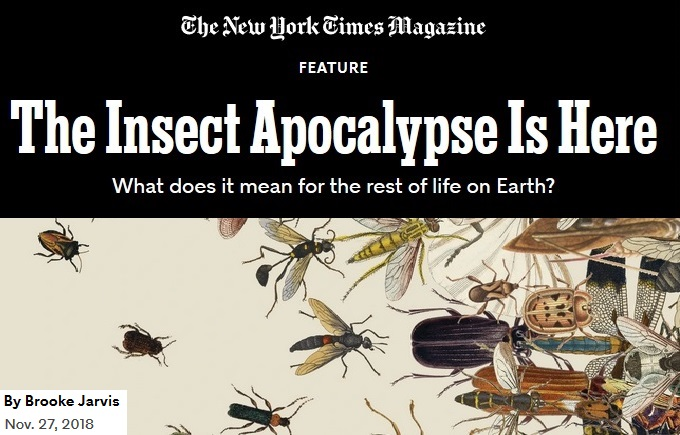 The New York Times Magazine
FEATURE
The Insect Apocalypse Is Here
What does it mean for the rest of life on Earth?
By Brooke Jarvis
Nov. 27, 2018